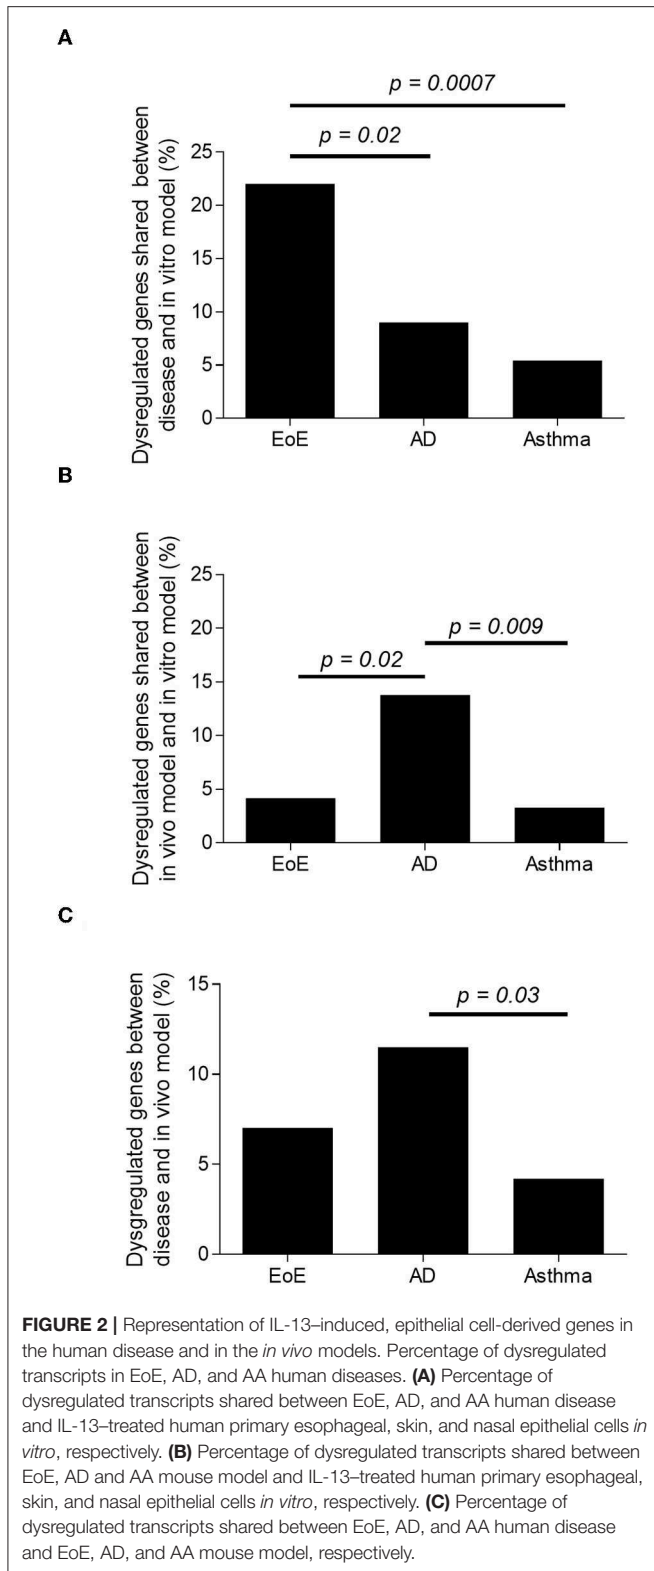 A
p = 0.0007
p = 0.02
Dysregulated genes shared between
disease and in vitro model (%)
25
20
15
10
5
0
EoE
AD
Asthma
B
p = 0.009
p = 0.02
Dysregulated genes shared between
in vivo model and in vitro model (%)
25
20
15
10
5
0
EoE
AD
Asthma
C
p = 0.03
Dysgregulated genes between
disease and in vivo model (%)
15
10
5
0
EoE
AD
Asthma
FIGURE 2 | Representation of IL-13–induced, epithelial cell-derived genes in
the human disease and in the in vivo models. Percentage of dysregulated
transcripts in EoE, AD, and AA human diseases. (A) Percentage of
dysregulated transcripts shared between EoE, AD, and AA human disease
and IL-13–treated human primary esophageal, skin, and nasal epithelial cells in
vitro, respectively. (B) Percentage of dysregulated transcripts shared between
EoE, AD and AA mouse model and IL-13–treated human primary esophageal,
skin, and nasal epithelial cells in vitro, respectively. (C) Percentage of
dysregulated transcripts shared between EoE, AD, and AA human disease
and EoE, AD, and AA mouse model, respectively.